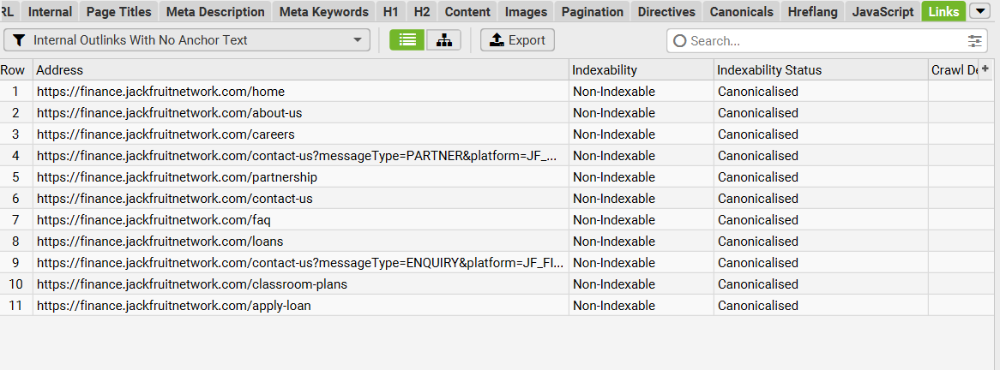 RL Internal Page Titles Meta Description Meta Keywords H1 H2 Content Images Pagination Directives Canonicals Hreflang JavaScript Links
Internal Outlinks With No Anchor Text Export Search...
Row Address Indexability Indexability Status Crawl De +
1 https://finance.jackfruitnetwork.com/home Non-Indexable Canonicalised
2 https://finance.jackfruitnetwork.com/about-us Non-Indexable Canonicalised
3 https://finance.jackfruitnetwork.com/careers Non-Indexable Canonicalised
4 https://finance.jackfruitnetwork.com/contact-us?messageType=PARTNER&platform=JF_... Non-Indexable Canonicalised
5 https://finance.jackfruitnetwork.com/partnership Non-Indexable Canonicalised
6 https://finance.jackfruitnetwork.com/contact-us Non-Indexable Canonicalised
7 https://finance.jackfruitnetwork.com/faq Non-Indexable Canonicalised
8 https://finance.jackfruitnetwork.com/loans Non-Indexable Canonicalised
9 https://finance.jackfruitnetwork.com/contact-us?messageType=ENQUIRY&platform=JF_FI... Non-Indexable Canonicalised
10 https://finance.jackfruitnetwork.com/classroom-plans Non-Indexable Canonicalised
11 https://finance.jackfruitnetwork.com/apply-loan Non-Indexable Canonicalised